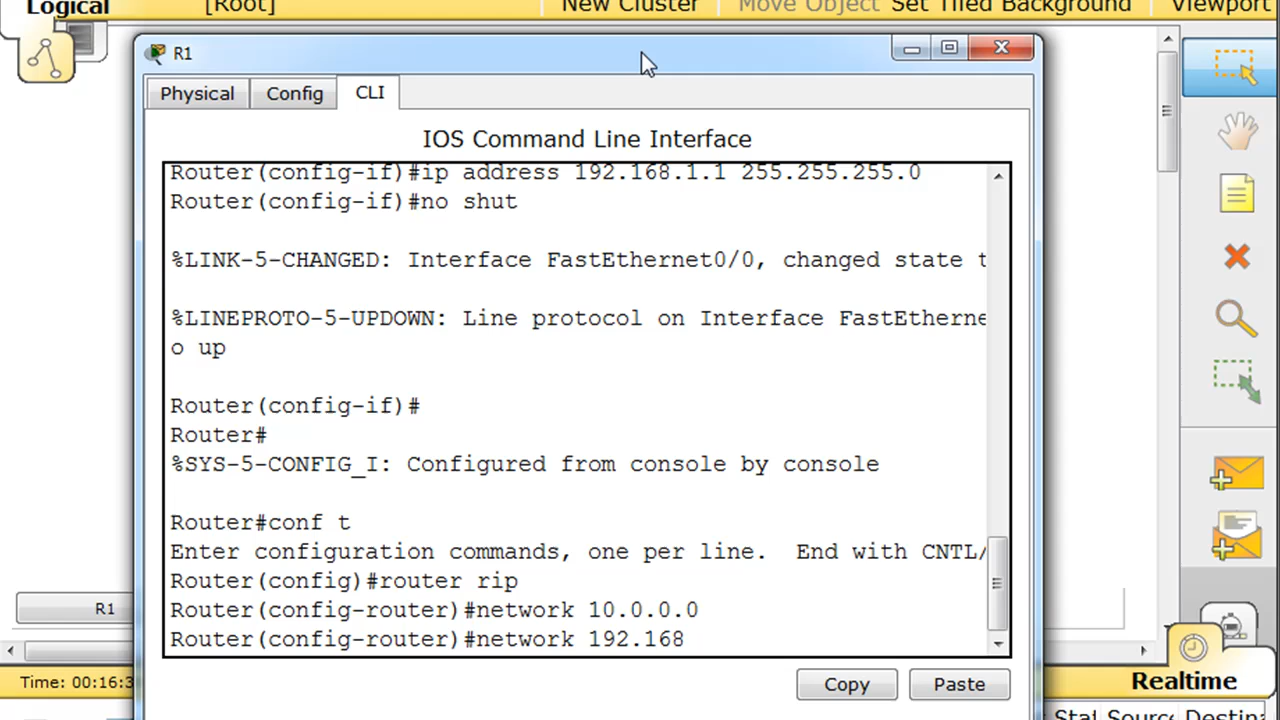 Logical [Root] New Cluster Move Object Set Tiled Background Viewport
R1
Physical Config CLI
IOS Command Line Interface
Router(config-if)#ip address 192.168.1.1 255.255.255.0
Router(config-if)#no shut
%LINK-5-CHANGED: Interface FastEthernet0/0, changed state t
%LINEPROTO-5-UPDOWN: Line protocol on Interface FastEtherne
o up
Router(config-if)#
Router#
%SYS-5-CONFIG_I: Configured from console by console
Router#conf t
Enter configuration commands, one per line.  End with CNTL/
Router(config)#router rip
Router(config-router)#network 10.0.0.0
R1
Router(config-router)#network 192.168
Copy Paste
Time: 00:16:3 Realtime